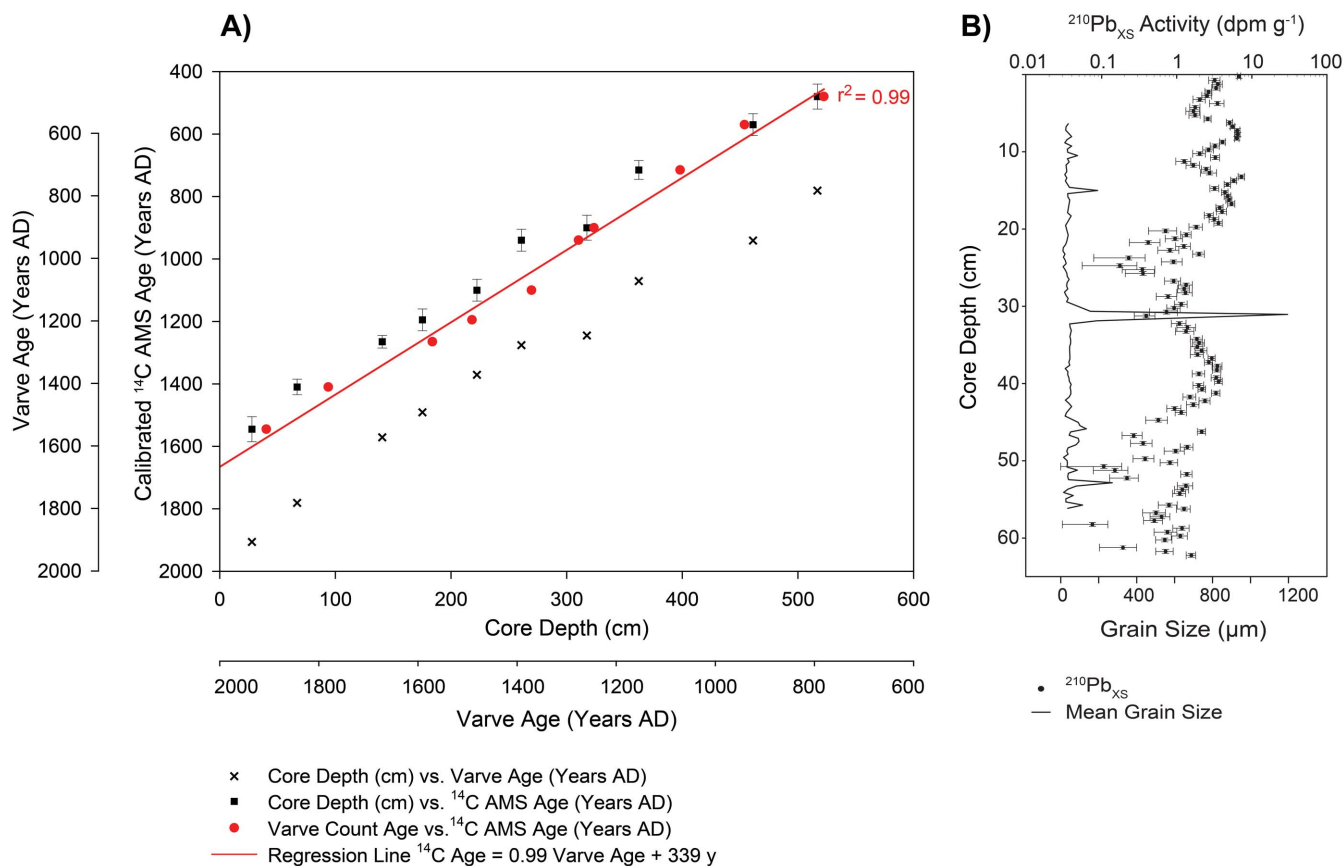 A)
Varve Age (Years AD)
600
800
1000
1200
1400
1600
1800
2000
Calibrated ¹⁴C AMS Age (Years AD)
400
600
800
1000
1200
1400
1600
1800
2000
r² = 0.99
0 100 200 300 400 500 600
Core Depth (cm)
2000 1800 1600 1400 1200 1000 800 600
Varve Age (Years AD)
× Core Depth (cm) vs. Varve Age (Years AD)
■ Core Depth (cm) vs. ¹⁴C AMS Age (Years AD)
● Varve Count Age vs.¹⁴C AMS Age (Years AD)
Regression Line ¹⁴C Age = 0.99 Varve Age + 339 y
B)
²¹⁰Pb_XS Activity (dpm g⁻¹)
0.01 0.1 1 10 100
Core Depth (cm)
10
20
30
40
50
60
0 400 800 1200
Grain Size (µm)
²¹⁰Pb_XS
Mean Grain Size